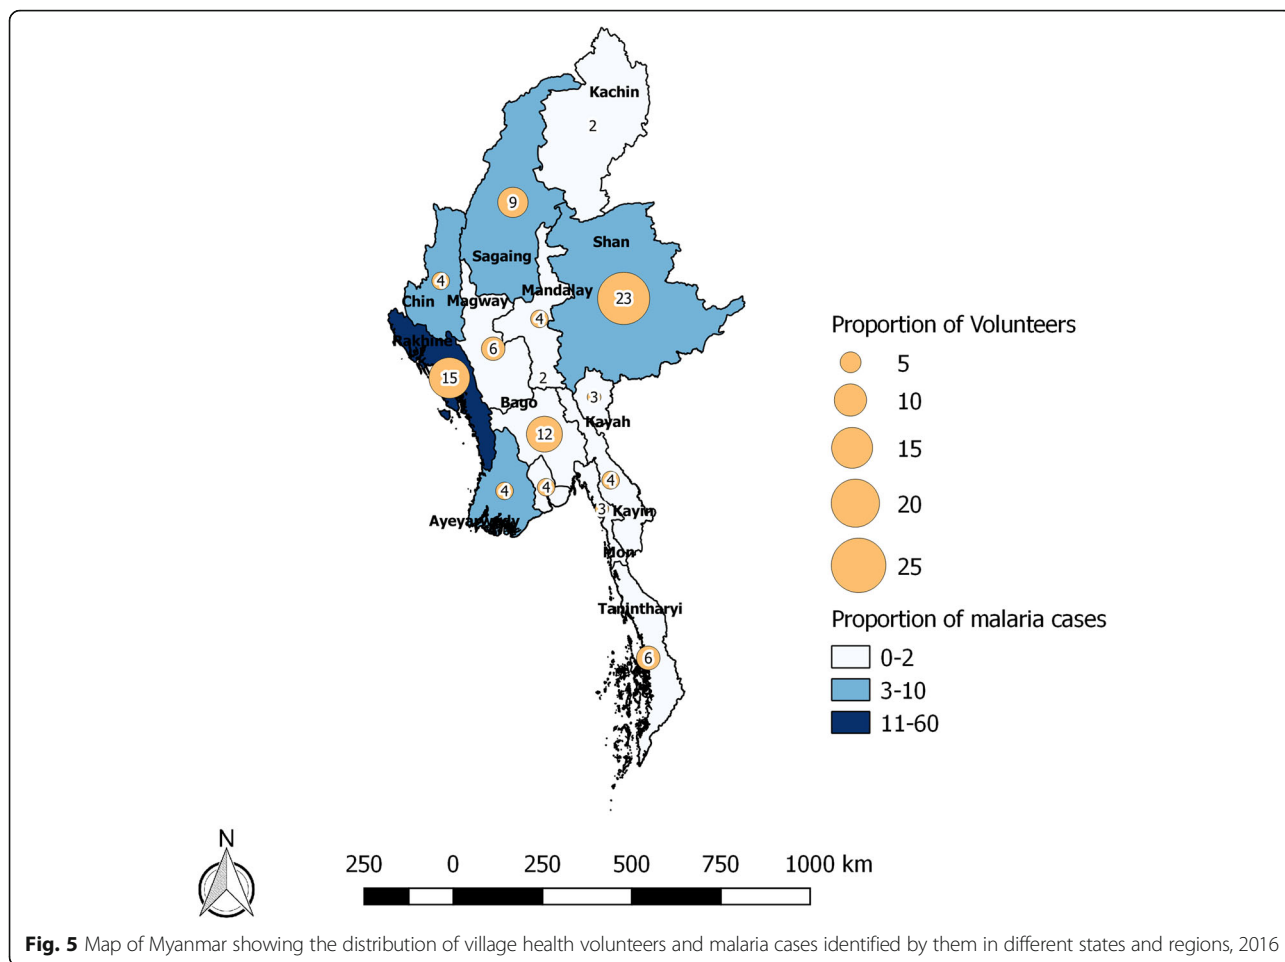 Kachin
2
9
Shan
Sagaing
4
Mandalay
23
Chin
Magway
4
Rakhine
6
15
2
3
Bago
Kayah
12
4
4
4
3
Kayin
Ayeyarwady
Mon
Tanintharyi
6
Proportion of Volunteers
5
10
15
20
25
Proportion of malaria cases
0-2
3-10
11-60
N
250 0 250 500 750 1000 km
Fig. 5 Map of Myanmar showing the distribution of village health volunteers and malaria cases identified by them in different states and regions, 2016